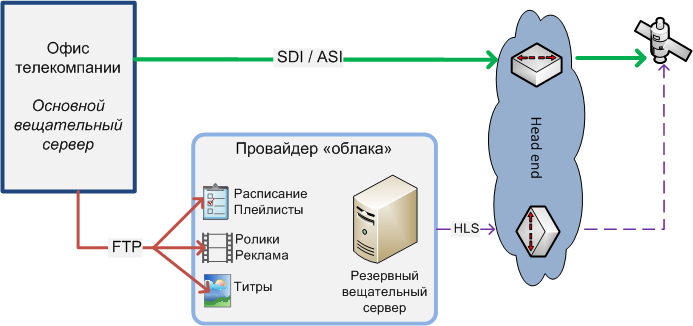 Офис
телекомпании
Основной
вещательный
сервер
SDI / ASI
Head end
Провайдер «облака»
Расписание
Плейлисты
Ролики
Реклама
Титры
Резервный
вещательный
сервер
FTP
HLS